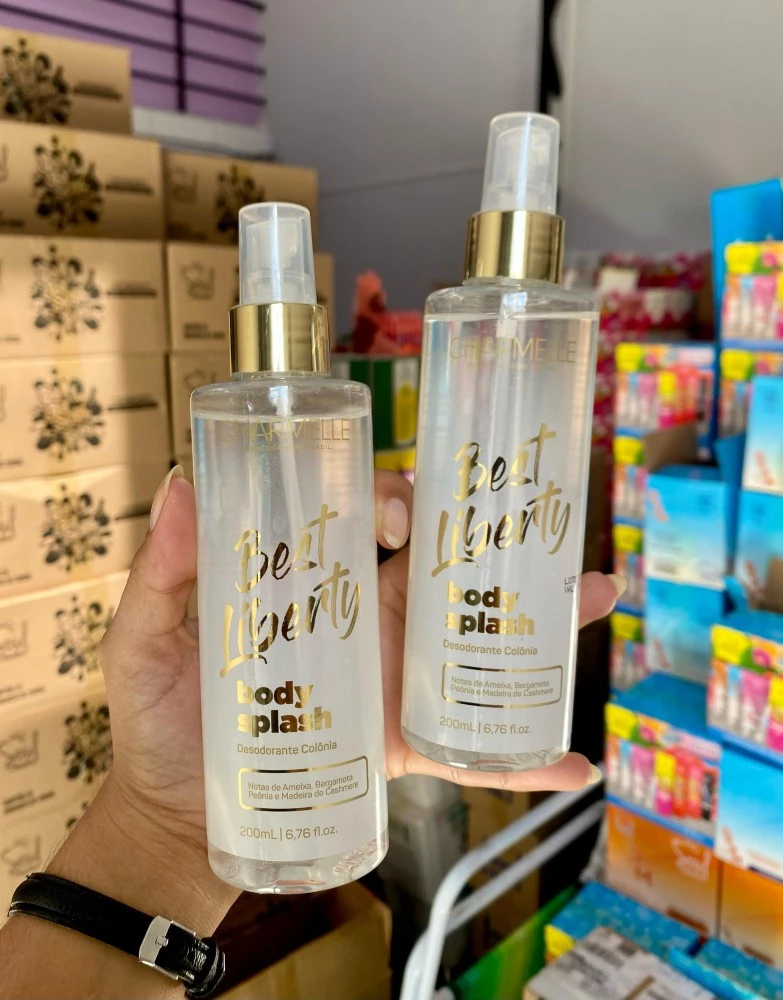 CHARMELLE
Best
Liberty
body
splash
Desodorante Colônia
Notas de Ameixa, Bergamota
Peônia e Madeira de Cashmere
200mL | 6,76 fl.oz.
CHARMELLE
Best
Liberty
body
splash
Desodorante Colônia
Notas de Ameixa, Bergamota
Peônia e Madeira de Cashmere
200mL | 6,76 fl.oz.
LOTE
VAL